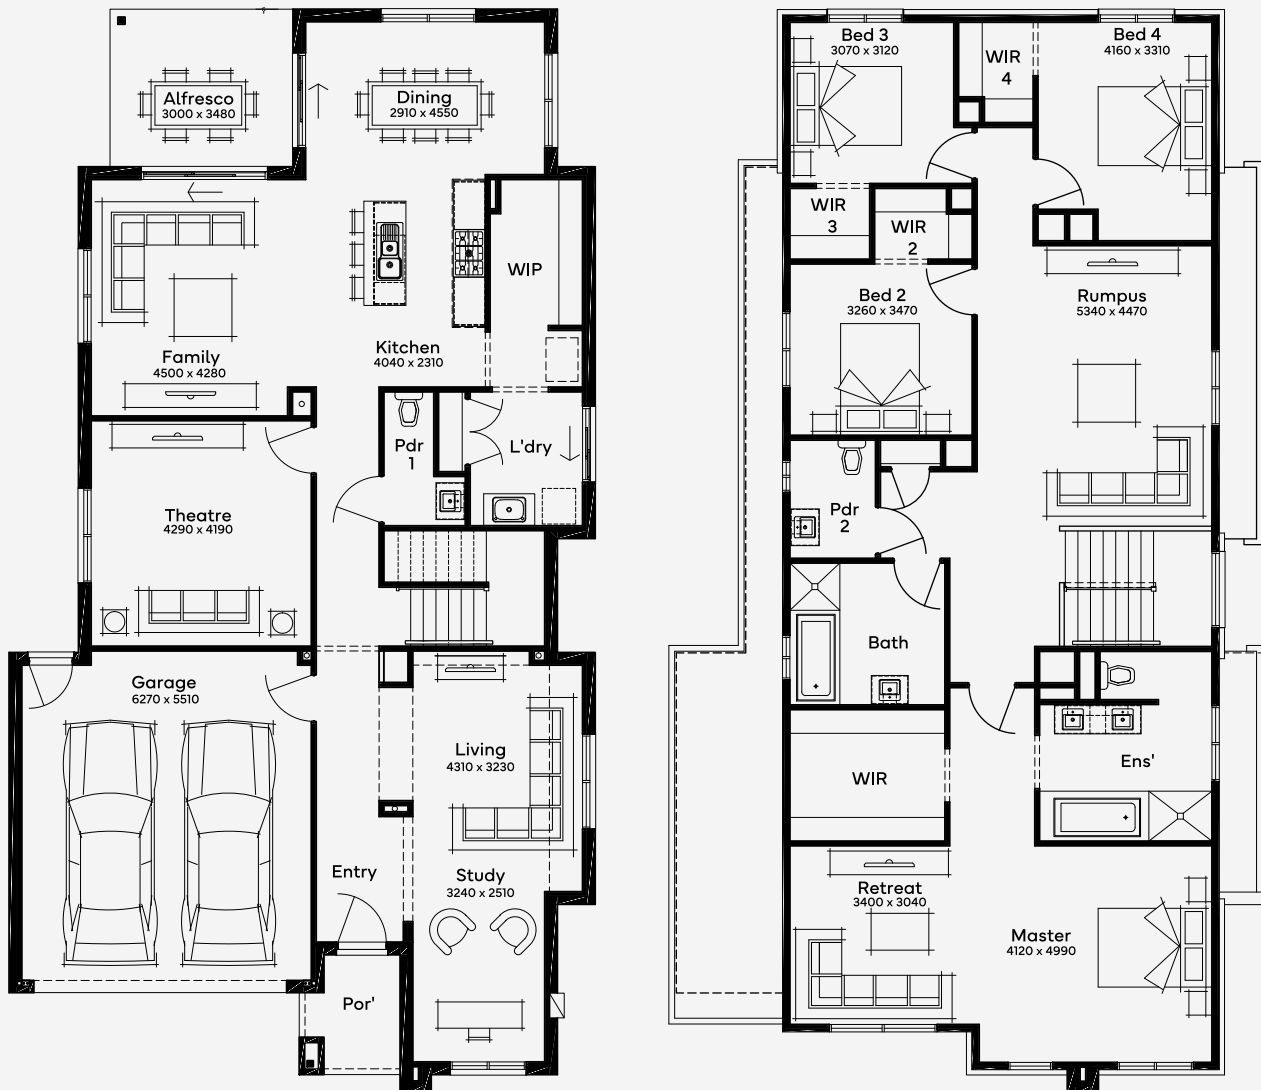 Alfresco
3000 x 3480
Dining
2910 x 4550
WIP
Family
4500 x 4280
Kitchen
4040 x 2310
Pdr
1
L'dry
Theatre
4290 x 4190
Garage
6270 x 5510
Living
4310 x 3230
Entry
Study
3240 x 2510
Por'
Bed 3
3070 x 3120
WIR
4
Bed 4
4160 x 3310
WIR
3
WIR
2
Bed 2
3260 x 3470
Rumpus
5340 x 4470
Pdr
2
Bath
WIR
Ens'
Retreat
3400 x 3040
Master
4120 x 4990